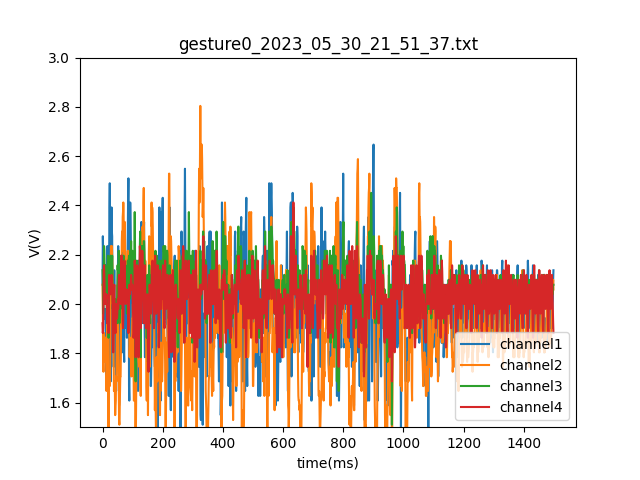 gesture0_2023_05_30_21_51_37.txt
3.0
2.8
2.6
2.4
2.2
2.0
1.8
1.6
V(V)
channel1
channel2
channel3
channel4
0 200 400 600 800 1000 1200 1400
time(ms)